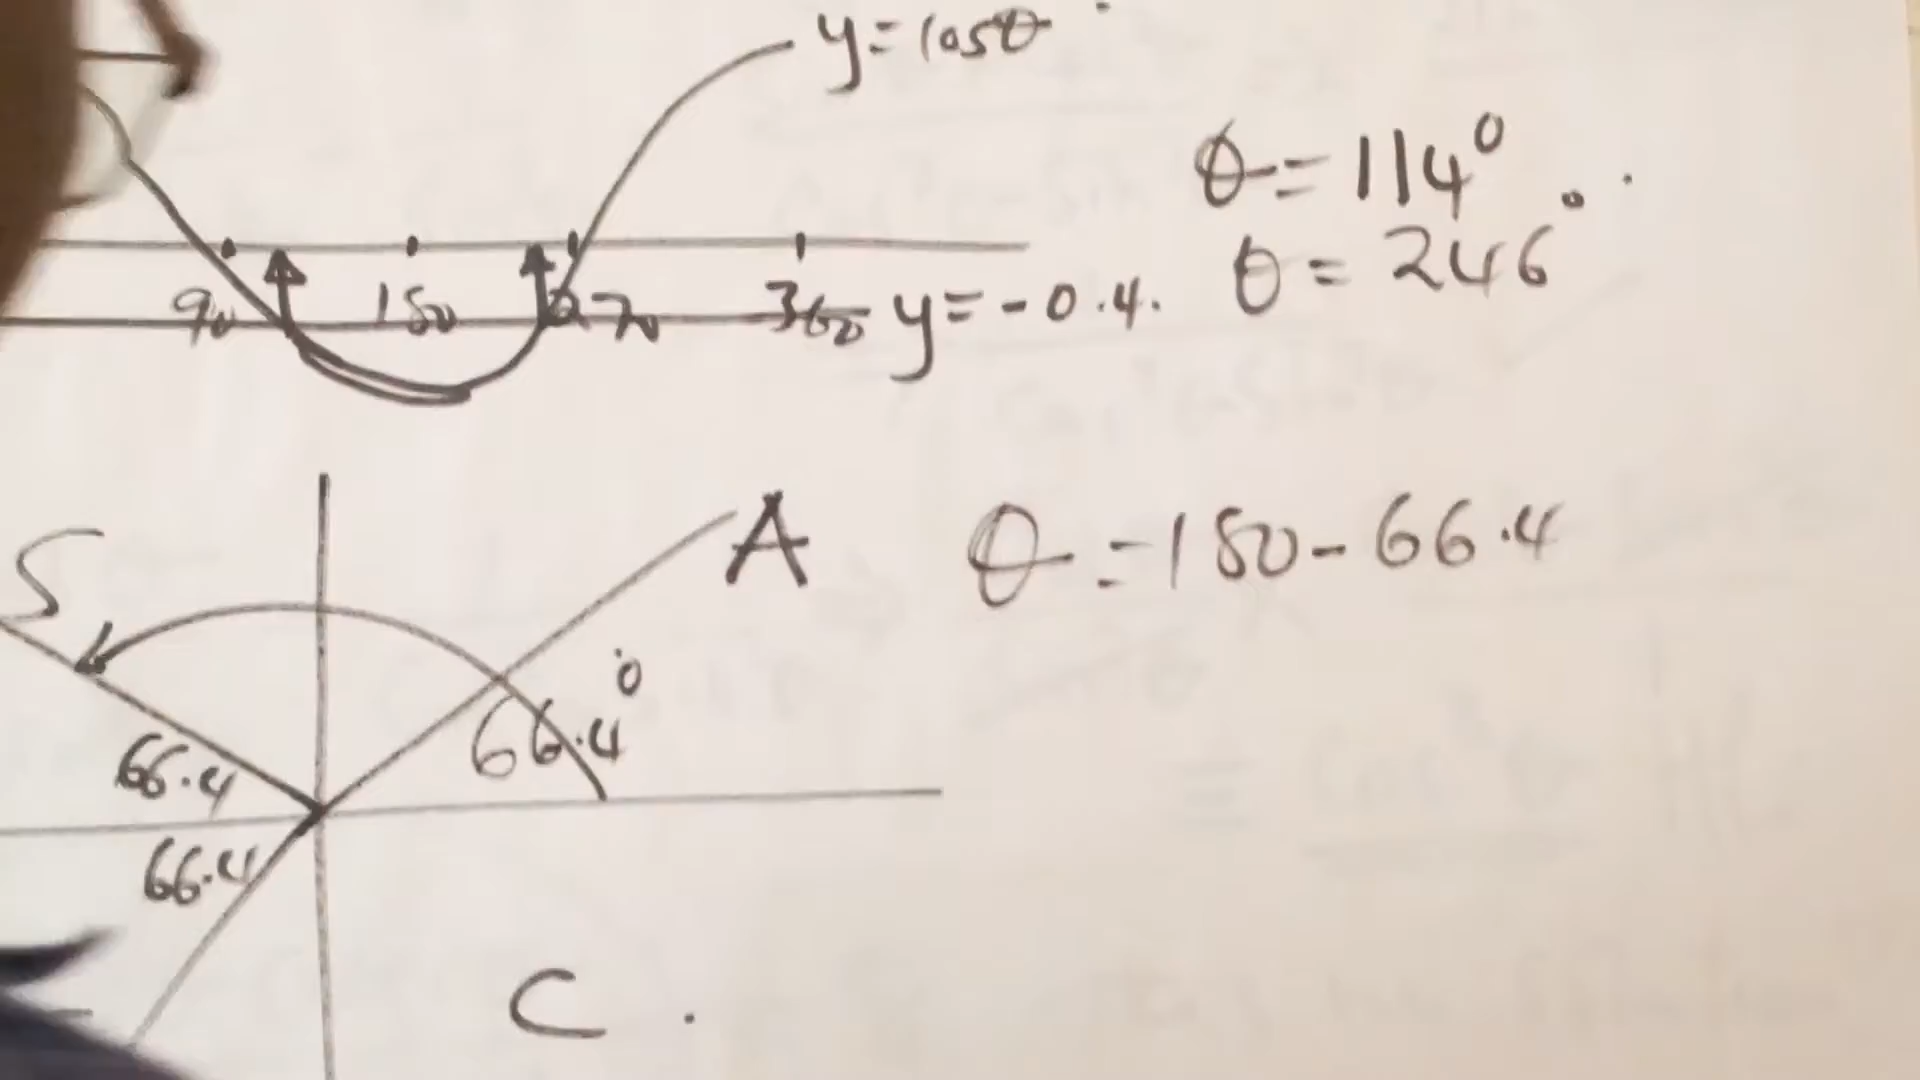 y = cosθ
θ = 114°
θ = 246°
90 180 270 360 y = -0.4.
S
A
θ = 180 - 66.4
66.4°
66.4
66.4
C